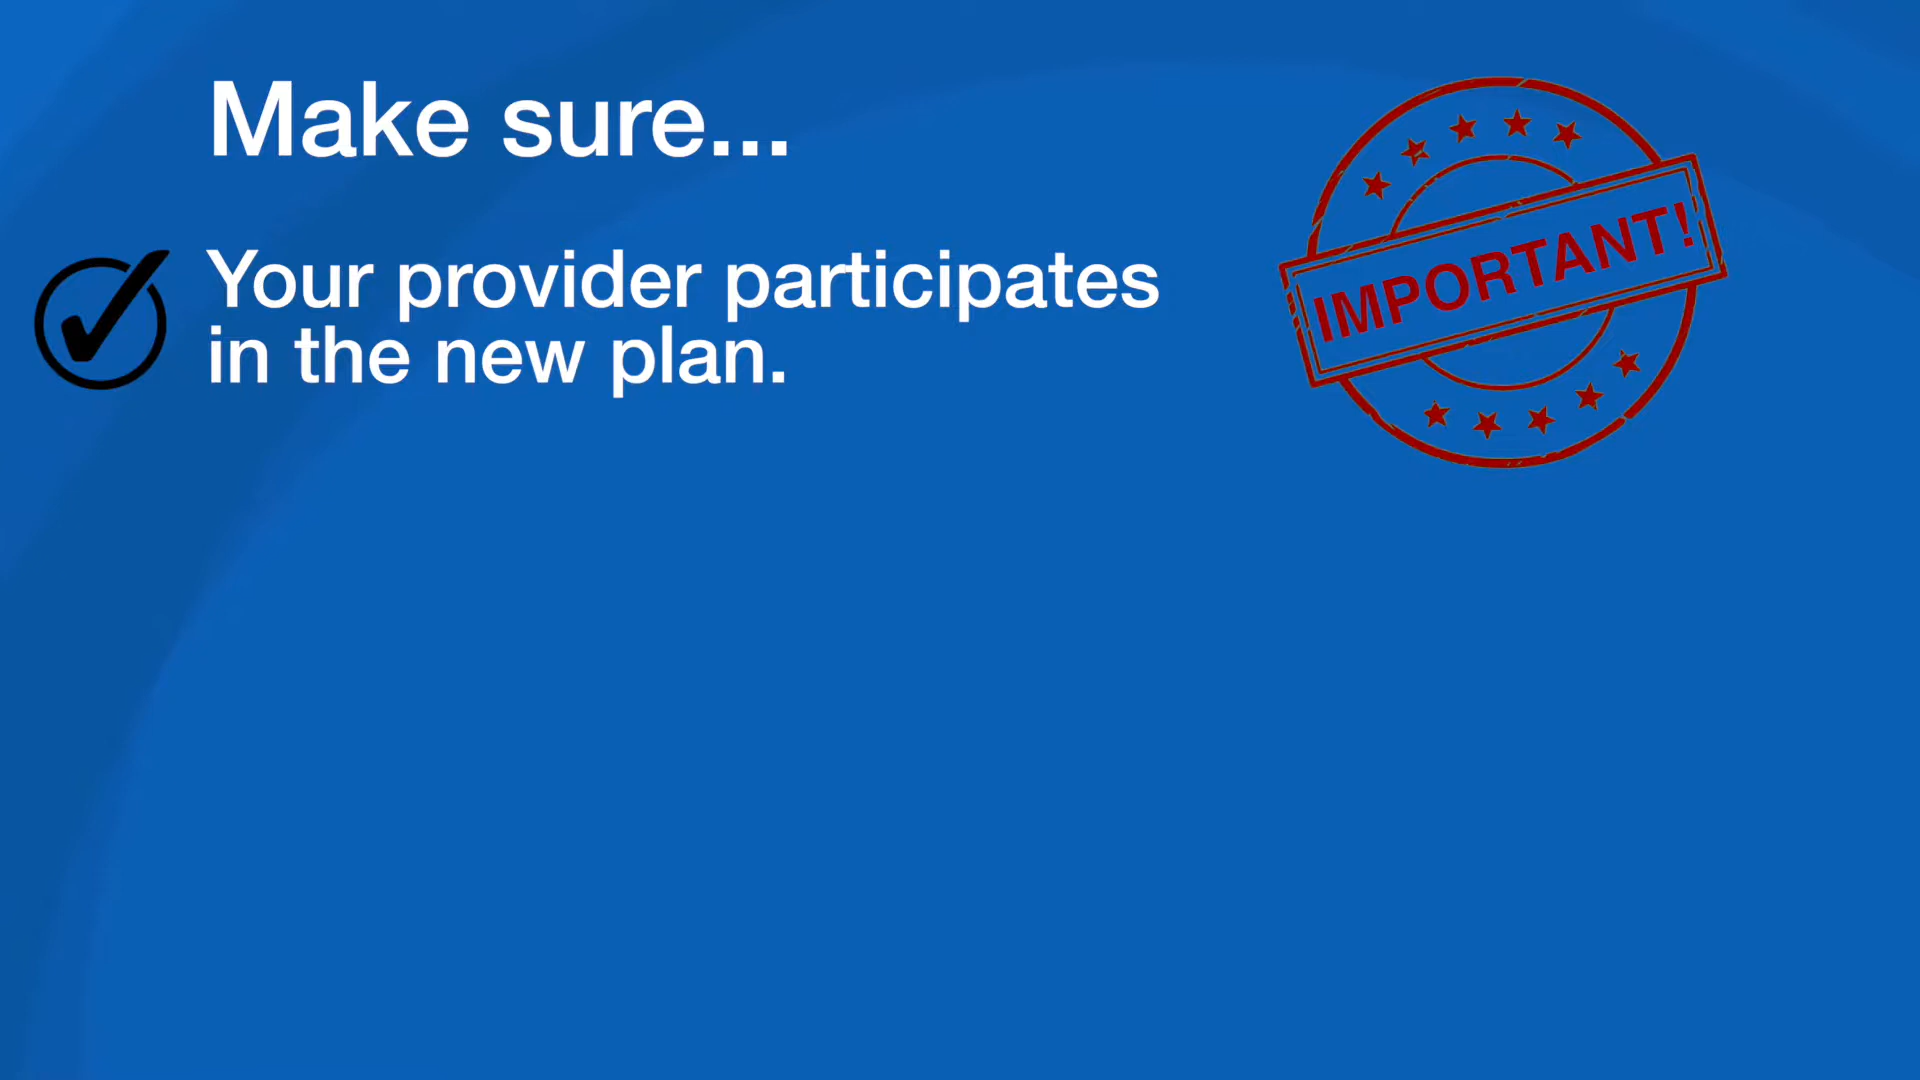 Make sure...
Your provider participates
in the new plan.
IMPORTANT!